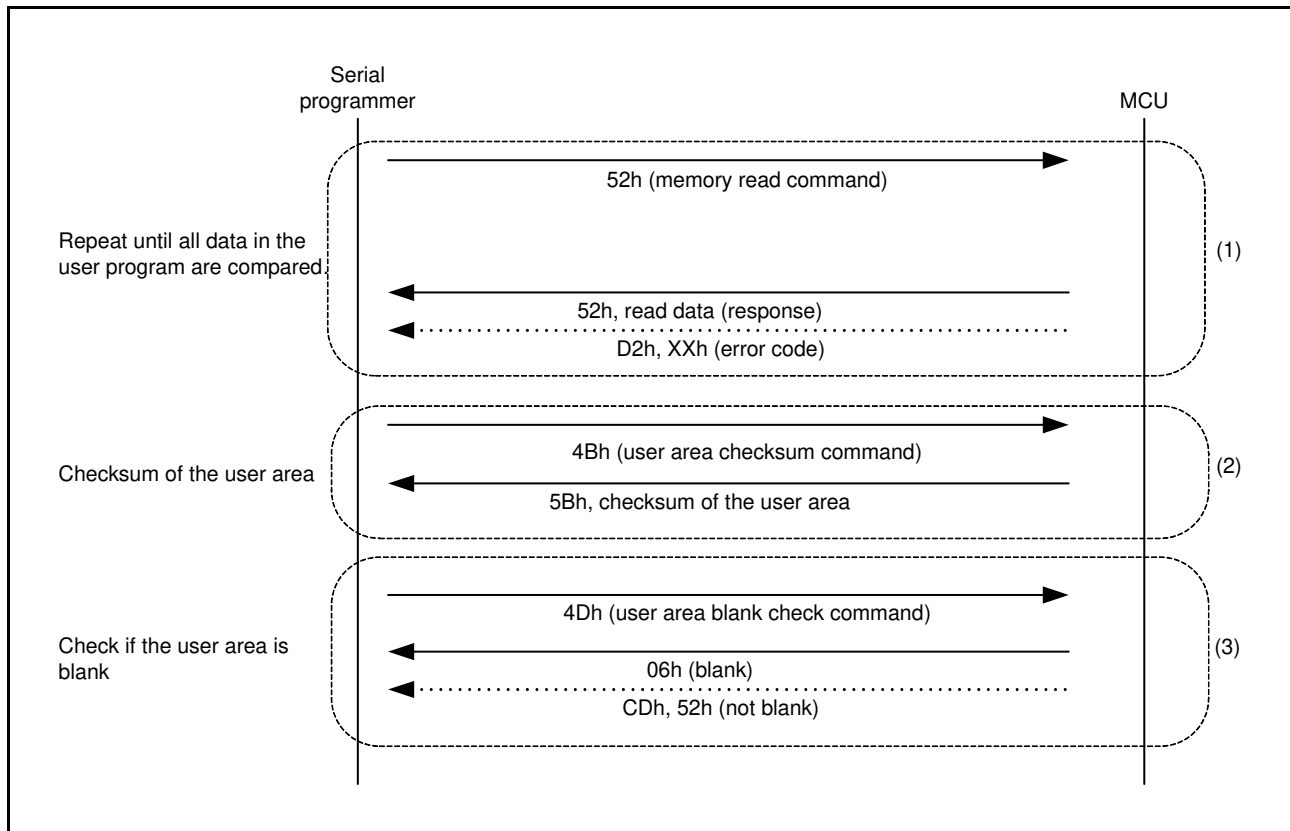 Serial
programmer
MCU
52h (memory read command)
Repeat until all data in the
user program are compared.
(1)
52h, read data (response)
D2h, XXh (error code)
4Bh (user area checksum command)
Checksum of the user area
(2)
5Bh, checksum of the user area
4Dh (user area blank check command)
Check if the user area is
blank
(3)
06h (blank)
CDh, 52h (not blank)